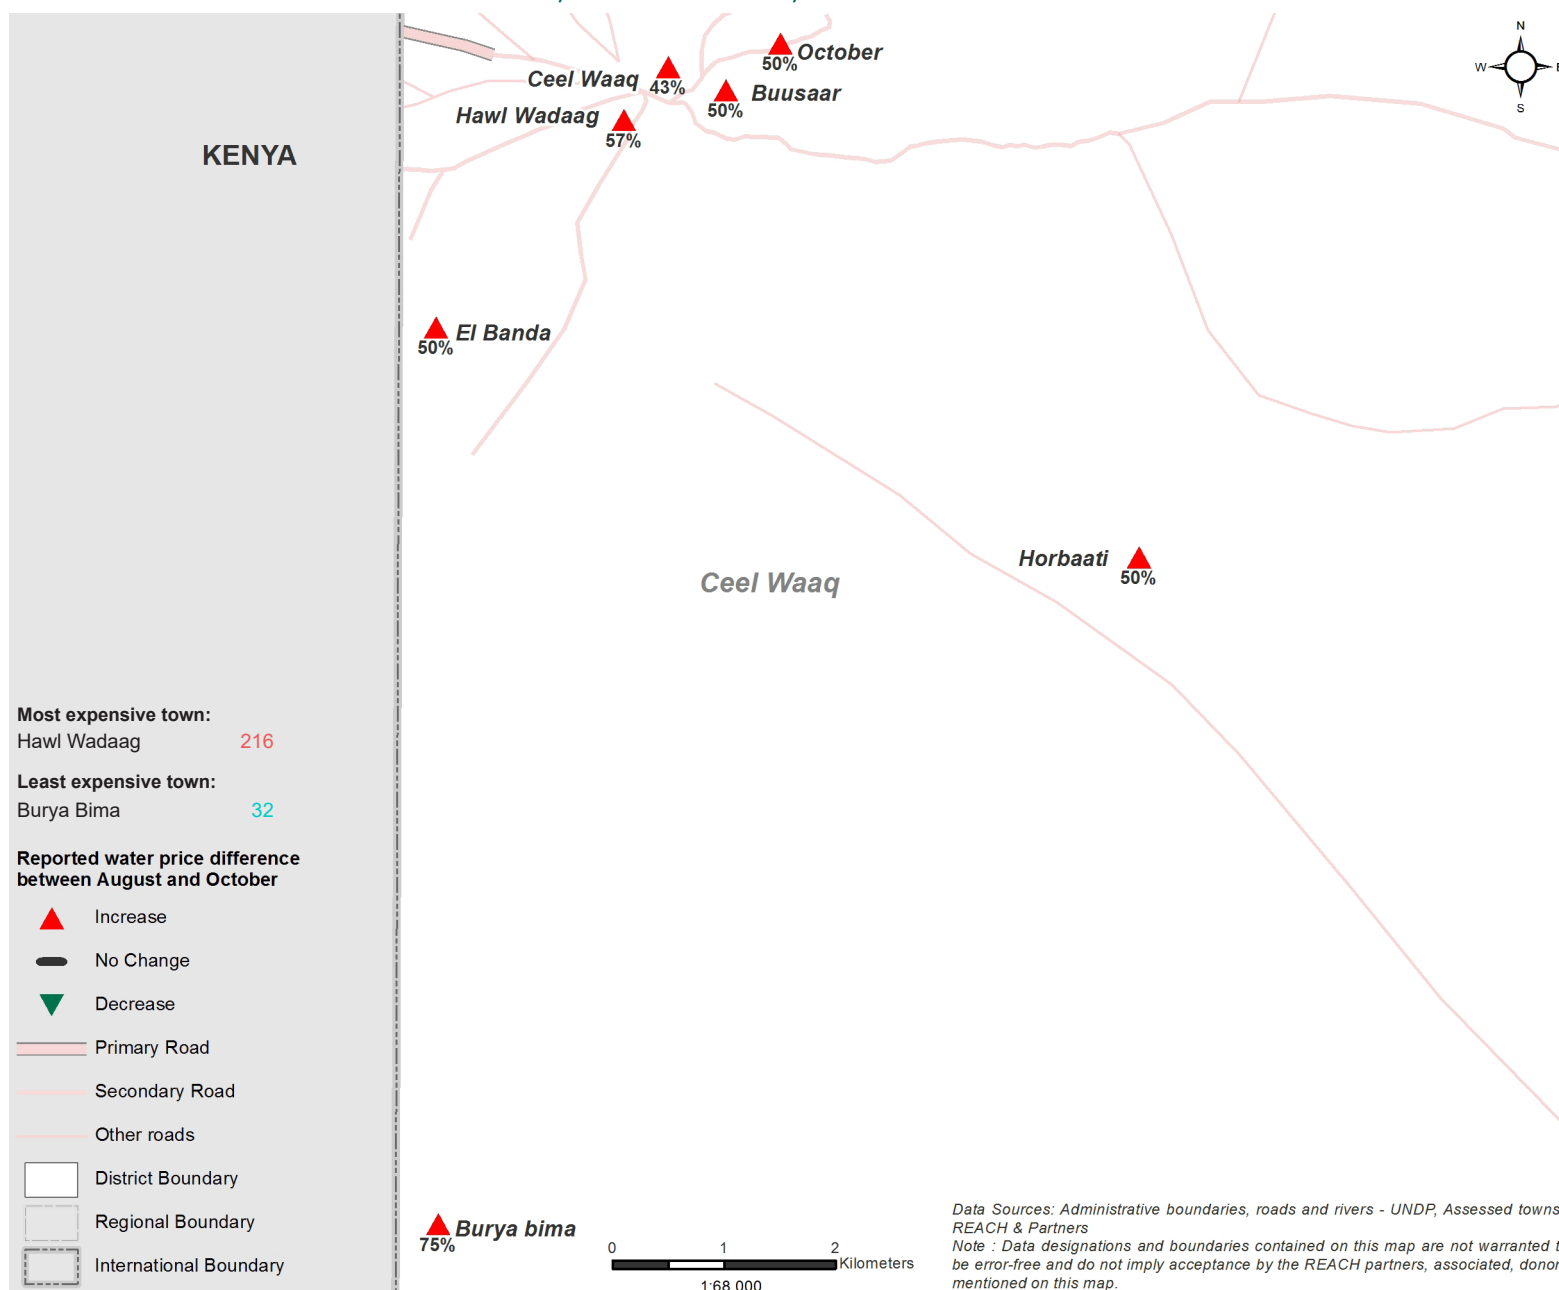 October
50%
Ceel Waaq
43%
Buusaar
50%
Hawl Wadaag
57%
N
W
S
KENYA
El Banda
50%
Horbaati
50%
Ceel Waaq
Most expensive town:
Hawl Wadaag 216
Least expensive town:
Burya Bima 32
Reported water price difference
between August and October
Increase
No Change
Decrease
Primary Road
Secondary Road
Other roads
District Boundary
Regional Boundary
International Boundary
Burya bima
75%
0 1 2
Kilometers
1:68,000
Data Sources: Administrative boundaries, roads and rivers - UNDP, Assessed towns
REACH & Partners
Note : Data designations and boundaries contained on this map are not warranted t
be error-free and do not imply acceptance by the REACH partners, associated, donor
mentioned on this map.